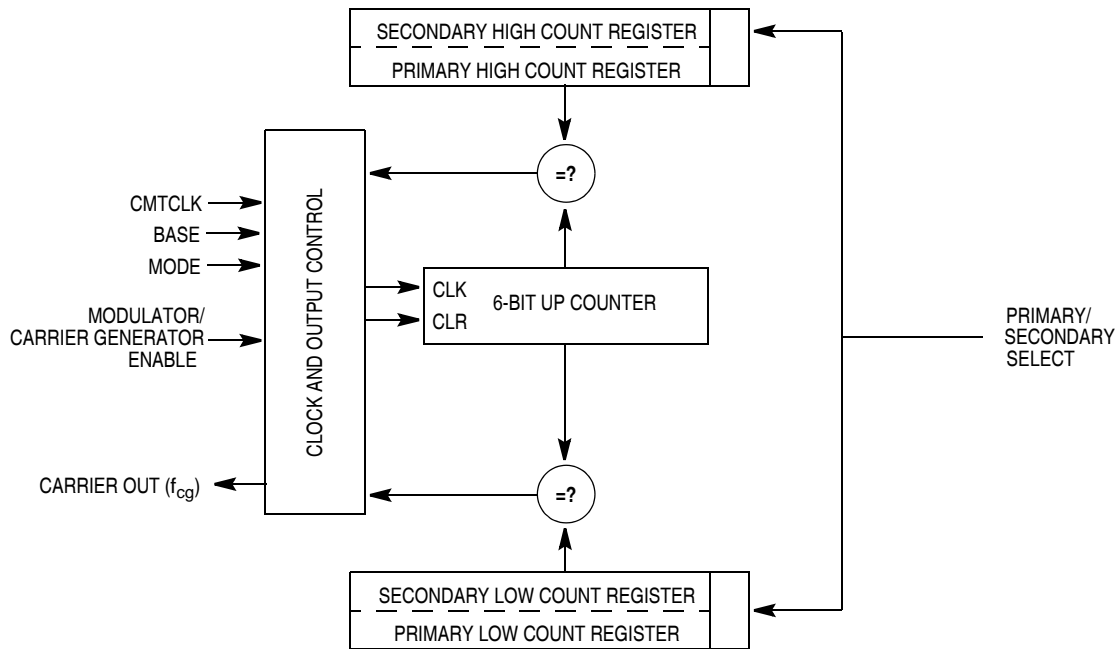 SECONDARY HIGH COUNT REGISTER
PRIMARY HIGH COUNT REGISTER
=?
CMTCLK
BASE
MODE
MODULATOR/
CARRIER GENERATOR
ENABLE
CLOCK AND OUTPUT CONTROL
CLK
CLR
6-BIT UP COUNTER
PRIMARY/
SECONDARY
SELECT
CARRIER OUT (fcg)
=?
SECONDARY LOW COUNT REGISTER
PRIMARY LOW COUNT REGISTER